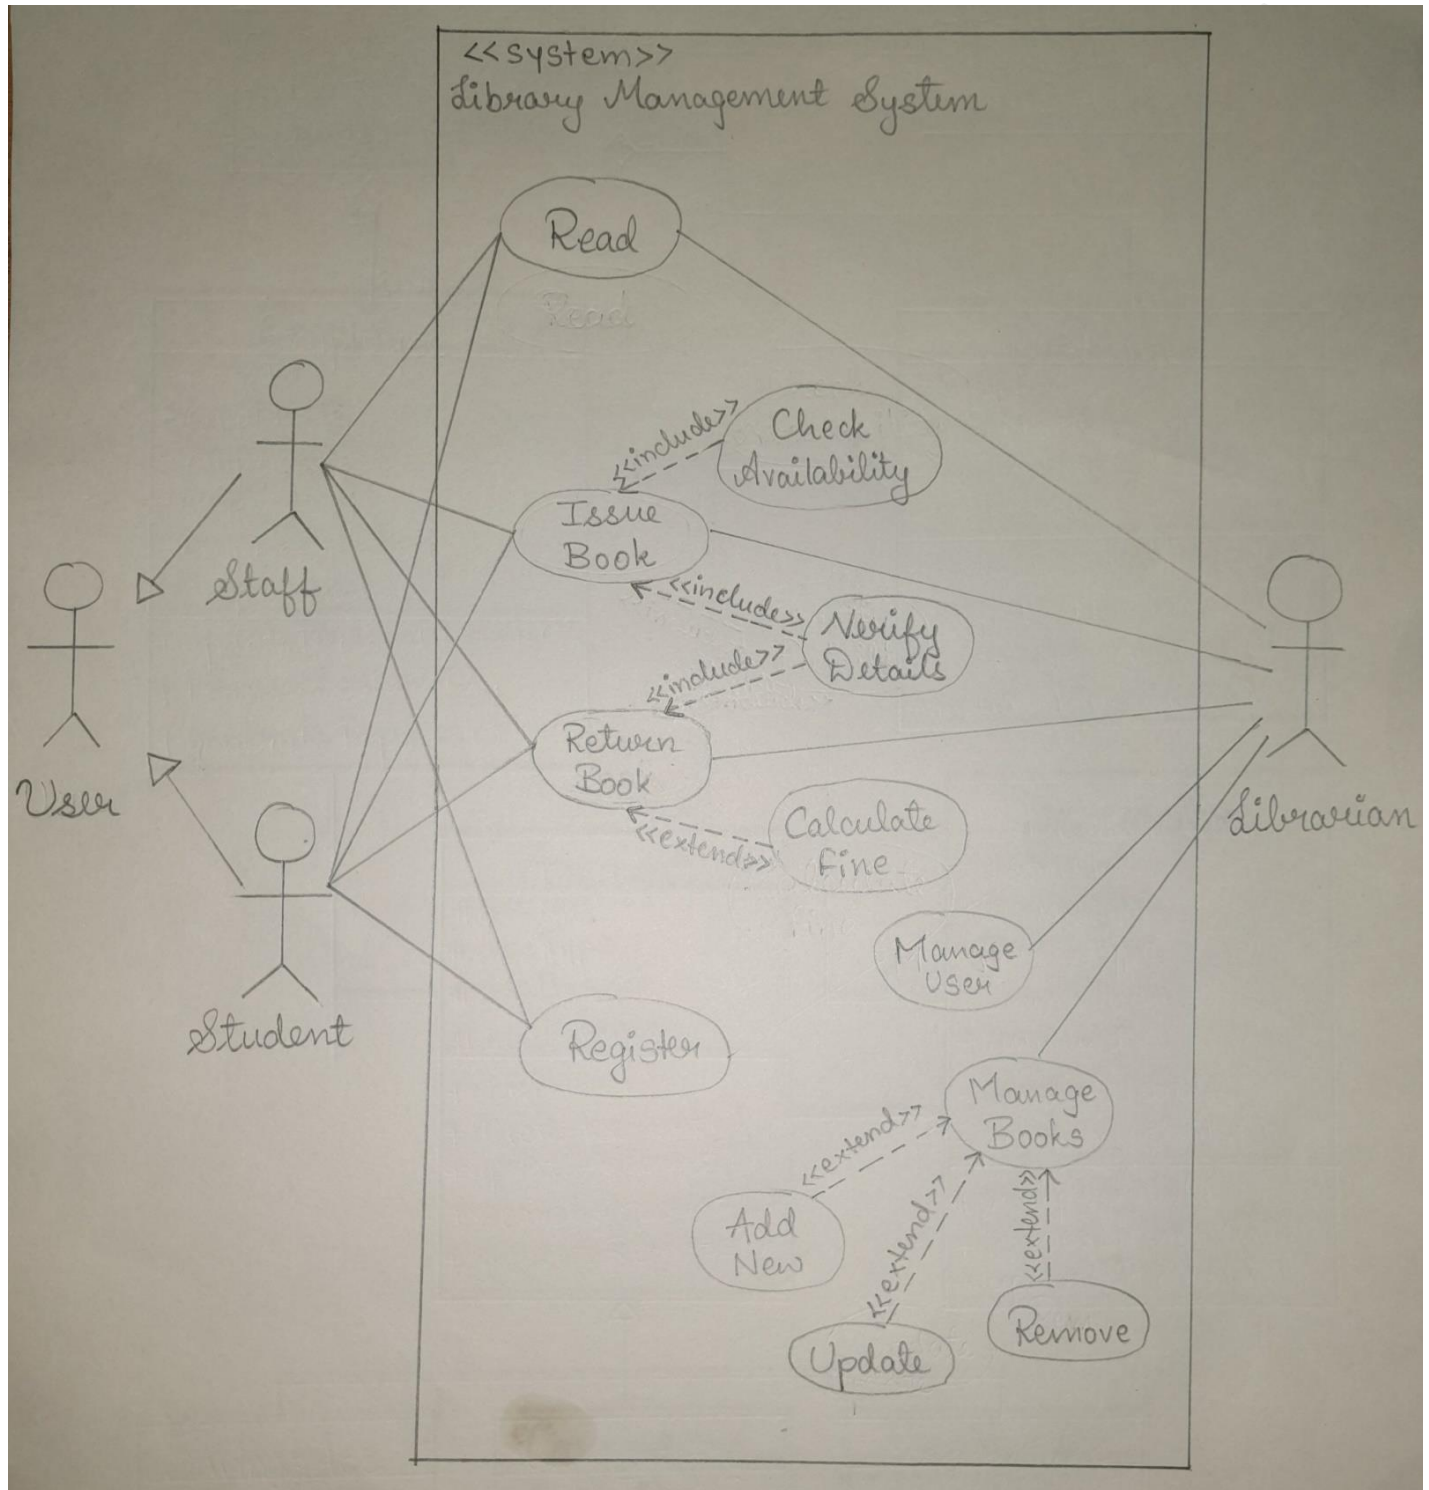 <<system>>
Library Management System
Read
Read
Check
Availability
<<include>>
Issue
Book
Staff
<<include>>
Verify
Details
<<include>>
Return
Book
User
Librarian
Calculate
Fine
<<extend>>
Manage
User
Student
Register
Manage
Books
<<extend>>
<<extend>>
<<extend>>
Add
New
Update
Remove